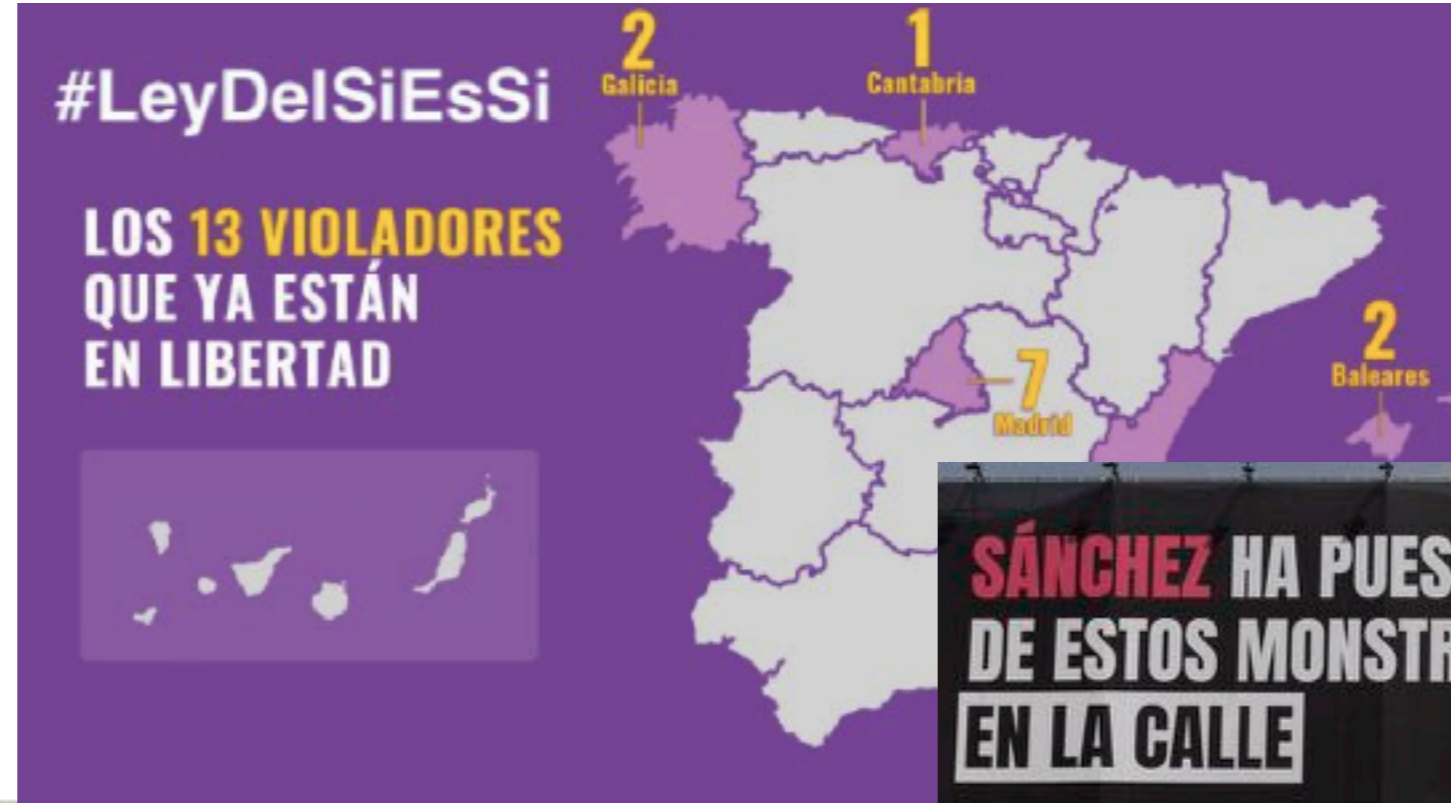 #LeyDelSiEsSi
LOS 13 VIOLADORES
QUE YA ESTÁN
EN LIBERTAD
2
Galicia
1
Cantabria
7
Madrid
2
Baleares
SÁNCHEZ HA PUES
DE ESTOS MONSTR
EN LA CALLE